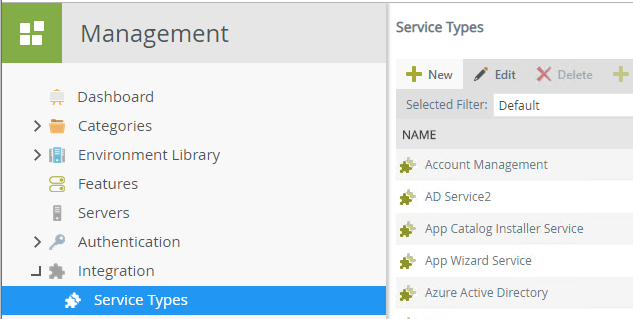 Management
Dashboard
Categories
Environment Library
Features
Servers
Authentication
Integration
Service Types
Service Types
New Edit Delete
Selected Filter: Default
NAME
Account Management
AD Service2
App Catalog Installer Service
App Wizard Service
Azure Active Directory